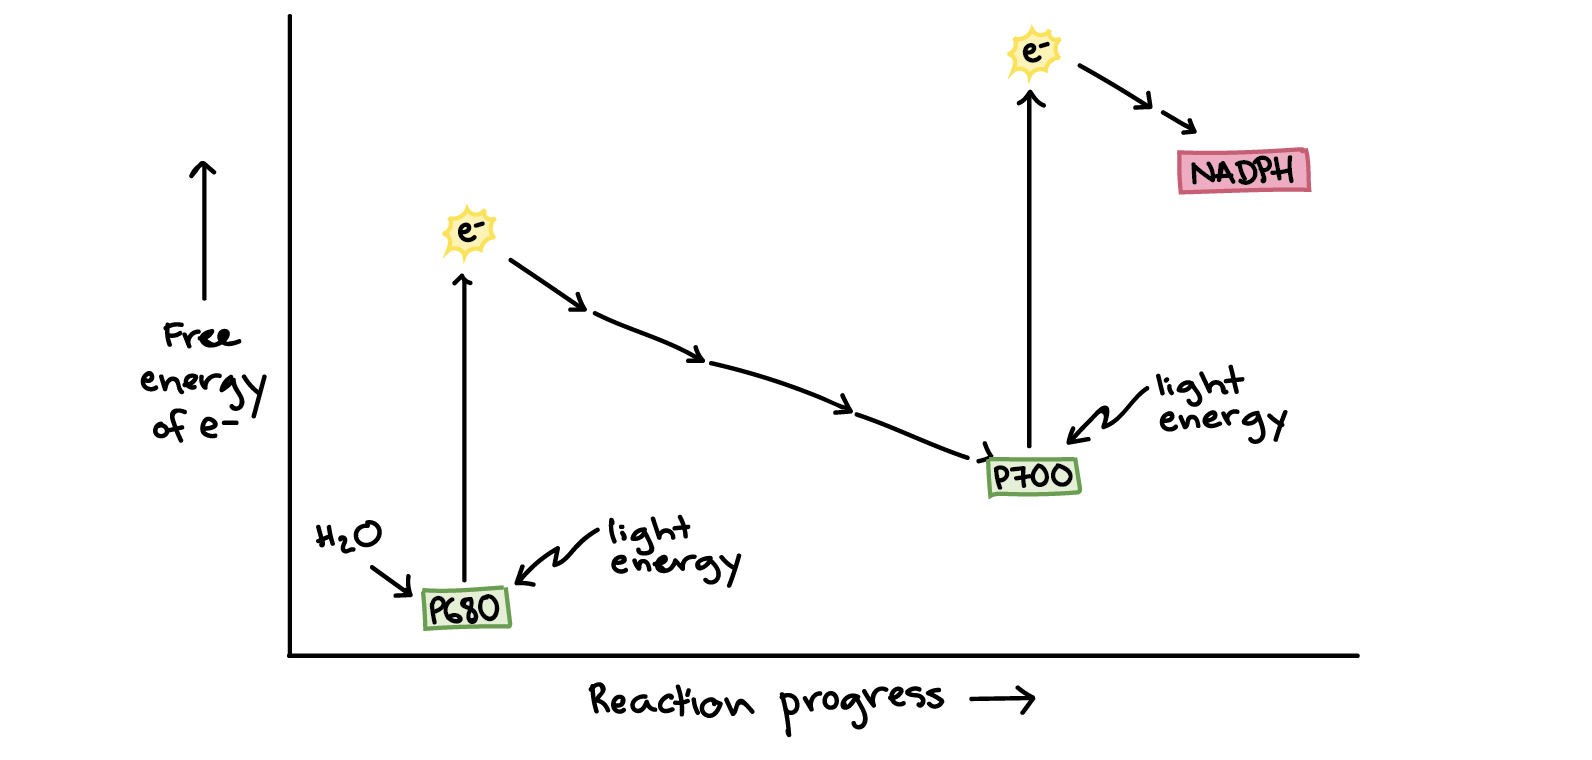 e-
NADPH
e-
Free
energy
of e-
light
energy
P700
H₂O
light
energy
P680
Reaction progress